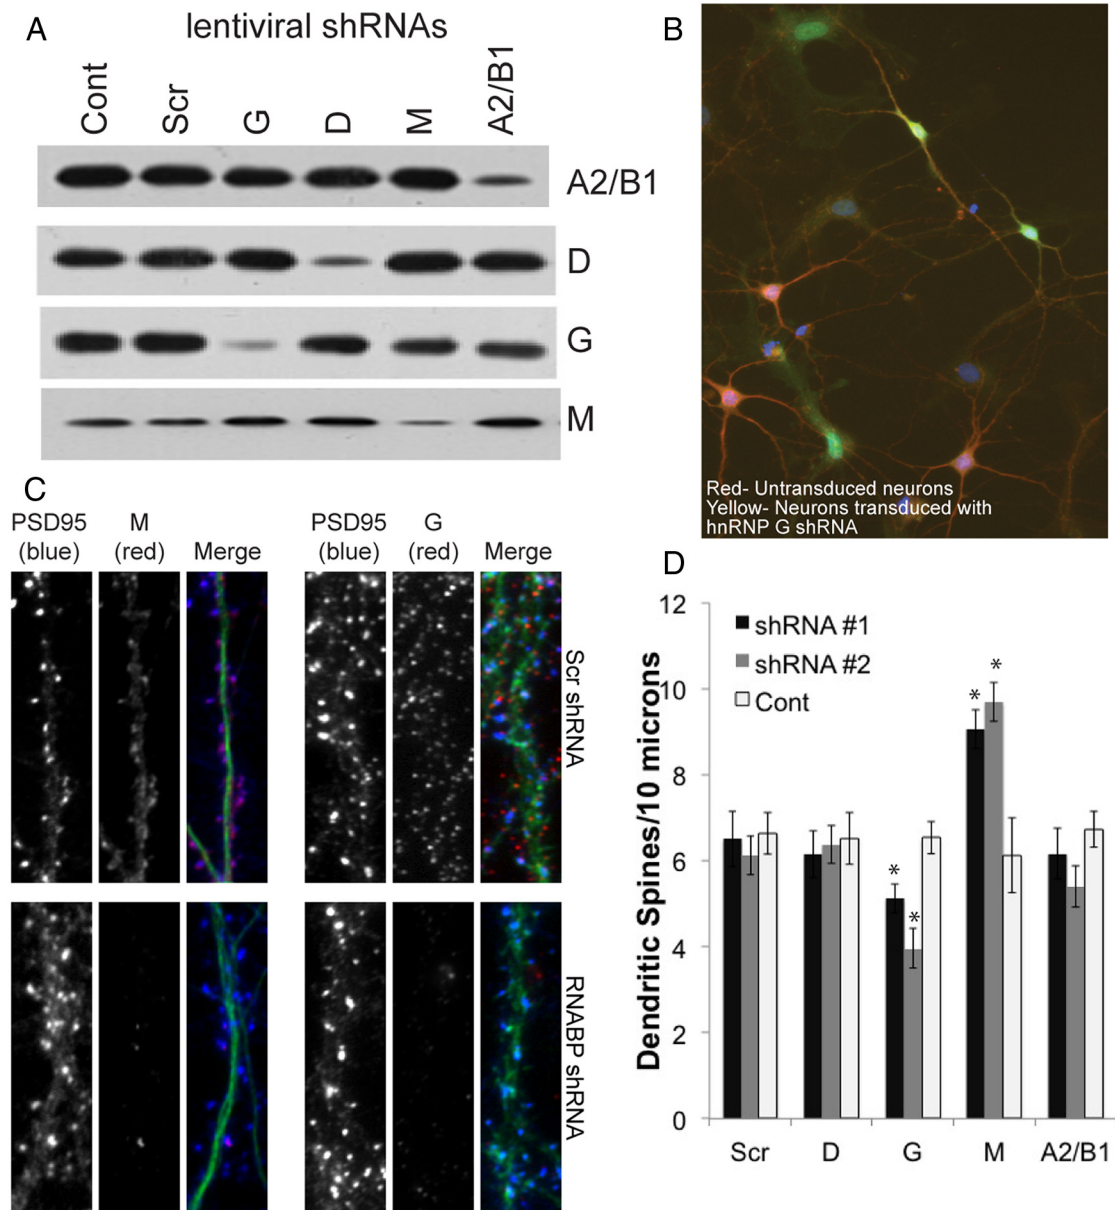 A
lentiviral shRNAs
Cont
Scr
G
D
M
A2/B1
A2/B1
D
G
M
B
Red- Untransduced neurons
Yellow- Neurons transduced with
hnRNP G shRNA
C
PSD95
(blue)
M
(red)
Merge
PSD95
(blue)
G
(red)
Merge
Scr shRNA
RNABP shRNA
D
Dendritic Spines/10 microns
12
10
8
6
4
2
0
shRNA #1
shRNA #2
Cont
*
*
*
*
Scr
D
G
M
A2/B1